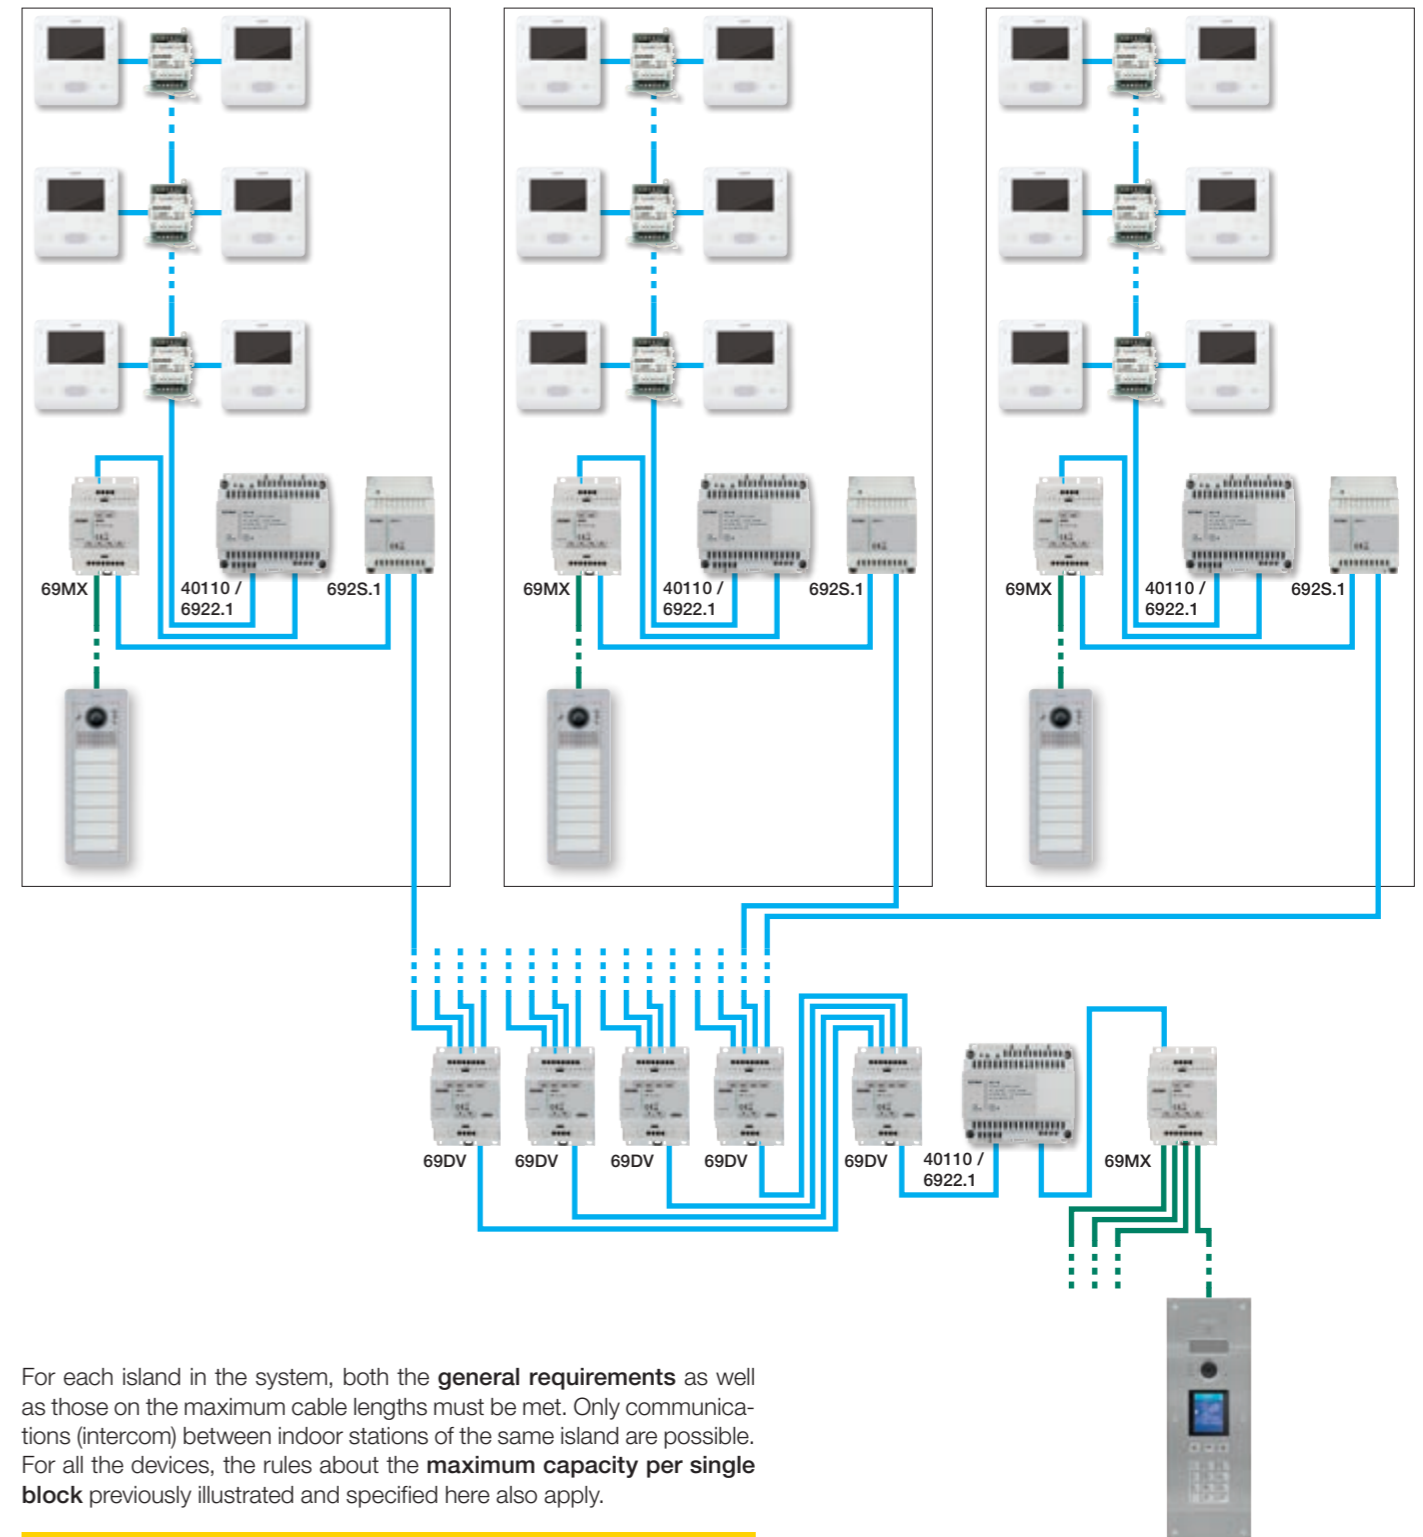 69MX
40110 /
6922.1
692S.1
69MX
40110 /
6922.1
692S.1
69MX
40110 /
6922.1
692S.1
69DV
69DV
69DV
69DV
69DV
40110 /
6922.1
69MX
For each island in the system, both the general requirements as well
as those on the maximum cable lengths must be met. Only communica-
tions (intercom) between indoor stations of the same island are possible.
For all the devices, the rules about the maximum capacity per single
block previously illustrated and specified here also apply.